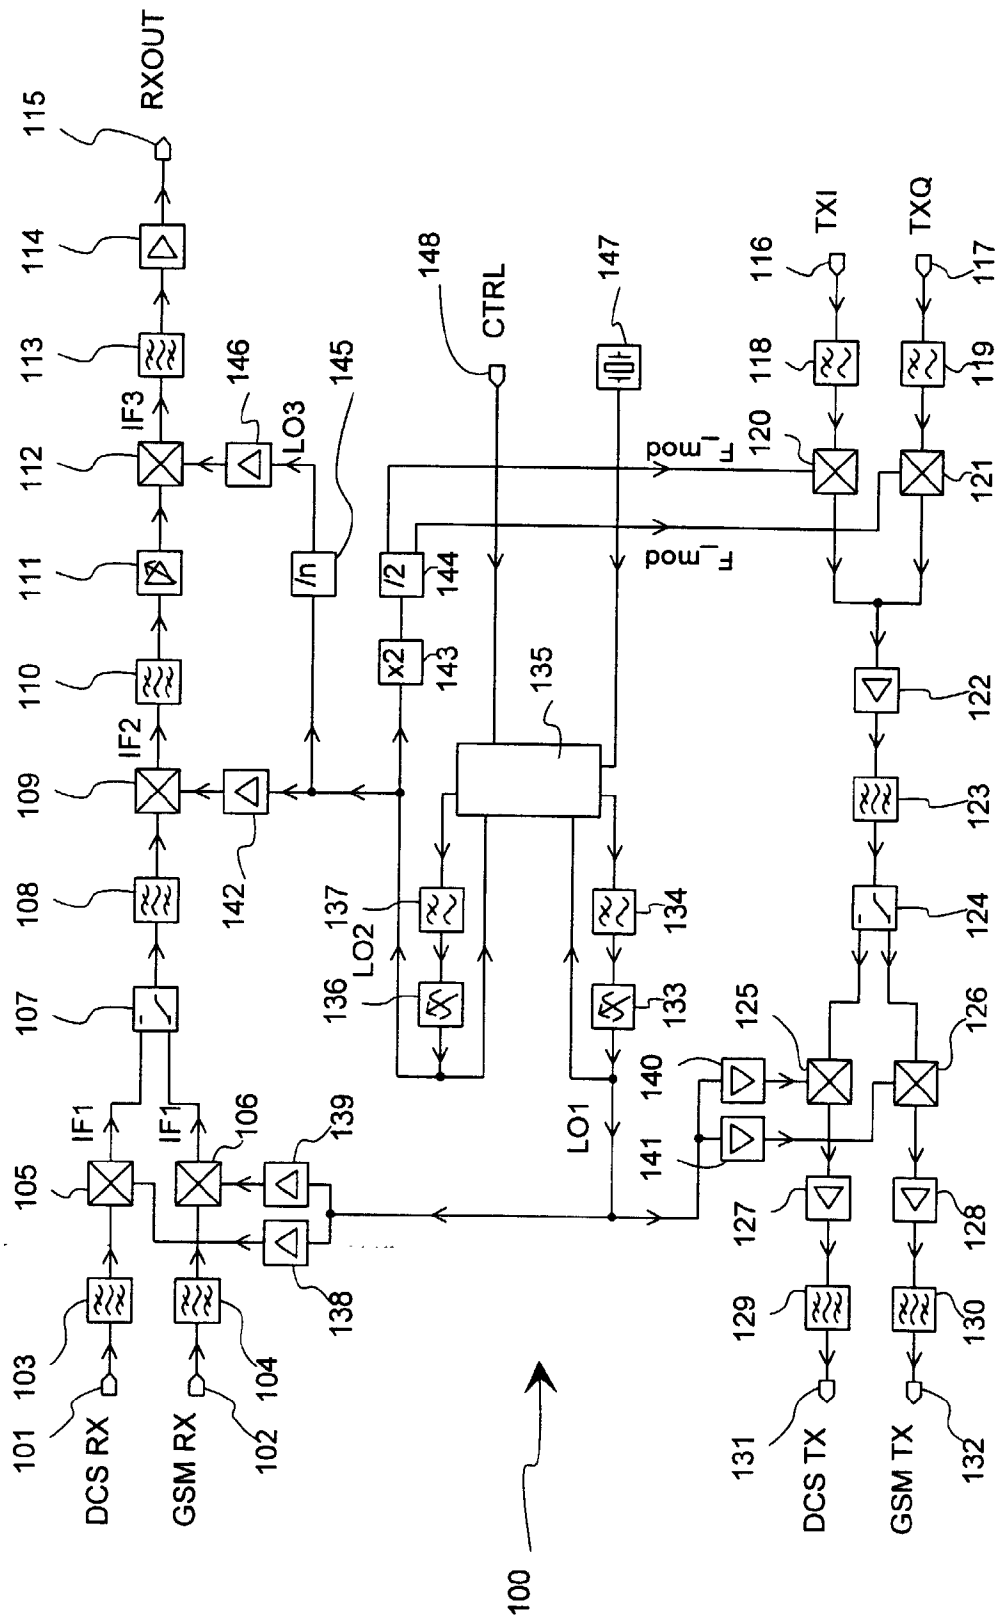 101
103
105
107
108
109
110
111
112
113
114
115
DCS RX
IF1
IF2
IF3
RXOUT
GSM RX
IF1
102
104
106
142
146
LO3
138
139
145
/n
LO2
136
137
x2
/2
143
144
148
CTRL
100
135
LO1
133
134
147
141
140
F_mod
F_mod
125
120
118
116
TXI
131
129
127
DCS TX
GSM TX
TXQ
132
130
128
126
124
123
122
121
119
117